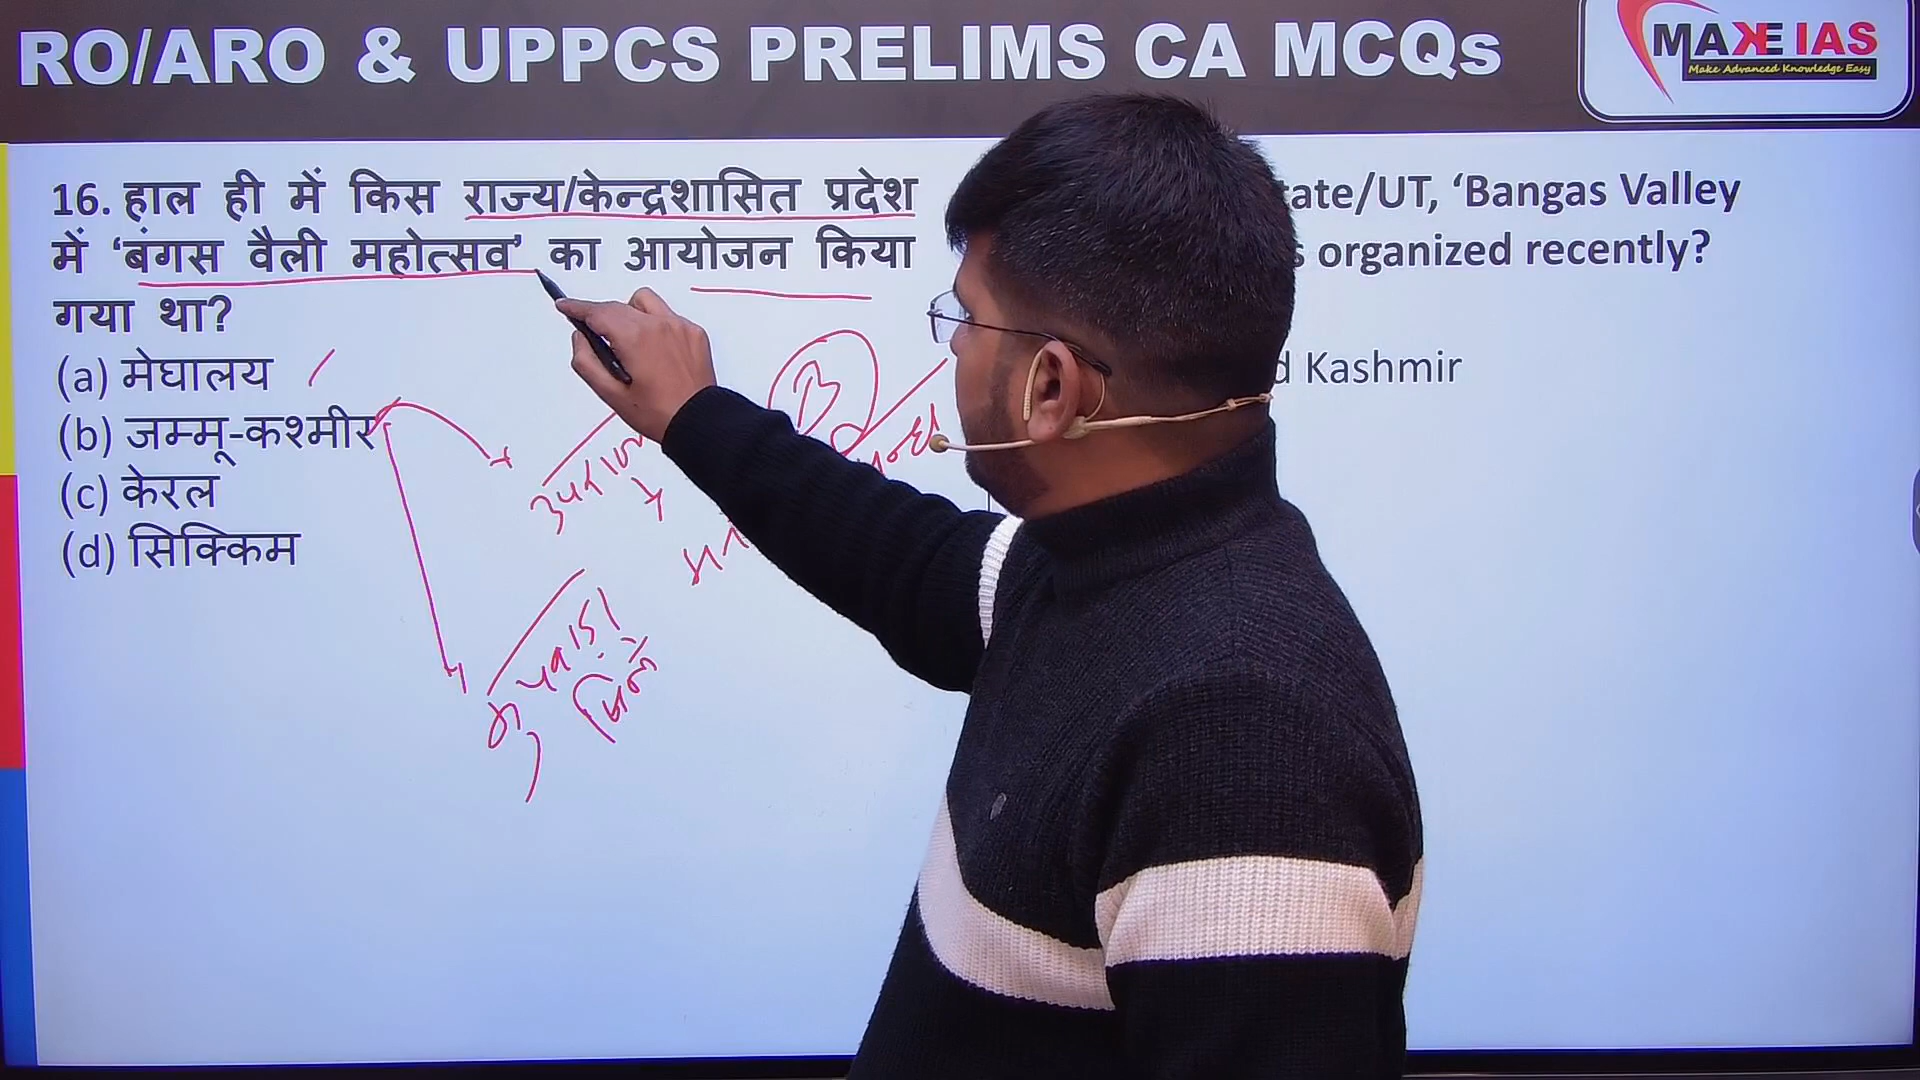 RO/ARO & UPPCS PRELIMS CA MCQs
MAKE IAS
Make Advanced Knowledge Easy
16. हाल ही में किस राज्य/केन्द्रशासित प्रदेश
में ‘बंगस वैली महोत्सव’ का आयोजन किया
गया था?
(a) मेघालय
(b) जम्मू-कश्मीर
(c) केरल
(d) सिक्किम
tate/UT, ‘Bangas Valley
s organized recently?
d Kashmir
B